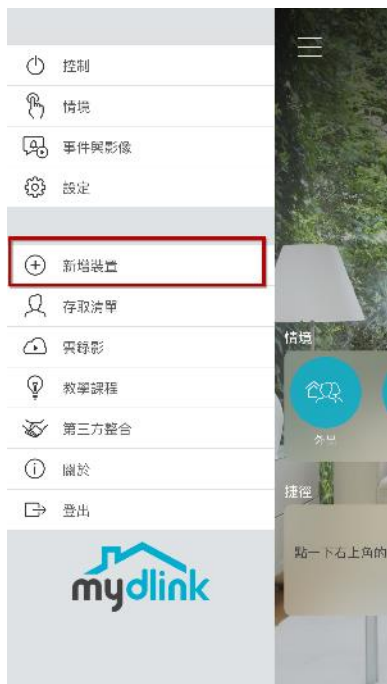 控制
情境
事件與影像
設定
新增裝置
存取清單
雲錄影
教學課程
第三方整合
關於
登出
mydlink
情境
外出
捷徑
點一下右上角的